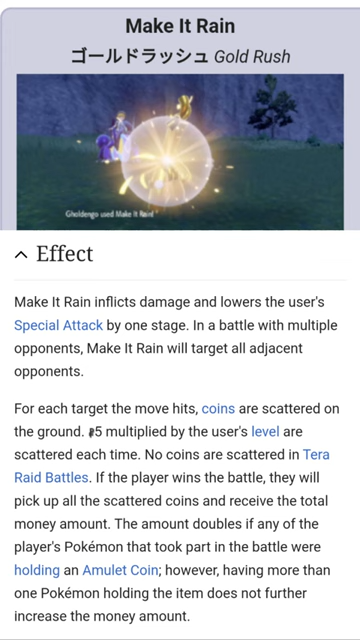 Make It Rain
ゴールドラッシュ Gold Rush
Gholdengo used Make It Rain!
Effect
Make It Rain inflicts damage and lowers the user's
Special Attack by one stage. In a battle with multiple
opponents, Make It Rain will target all adjacent
opponents.
For each target the move hits, coins are scattered on
the ground. 5 multiplied by the user's level are
scattered each time. No coins are scattered in Tera
Raid Battles. If the player wins the battle, they will
pick up all the scattered coins and receive the total
money amount. The amount doubles if any of the
player's Pokémon that took part in the battle were
holding an Amulet Coin; however, having more than
one Pokémon holding the item does not further
increase the money amount.